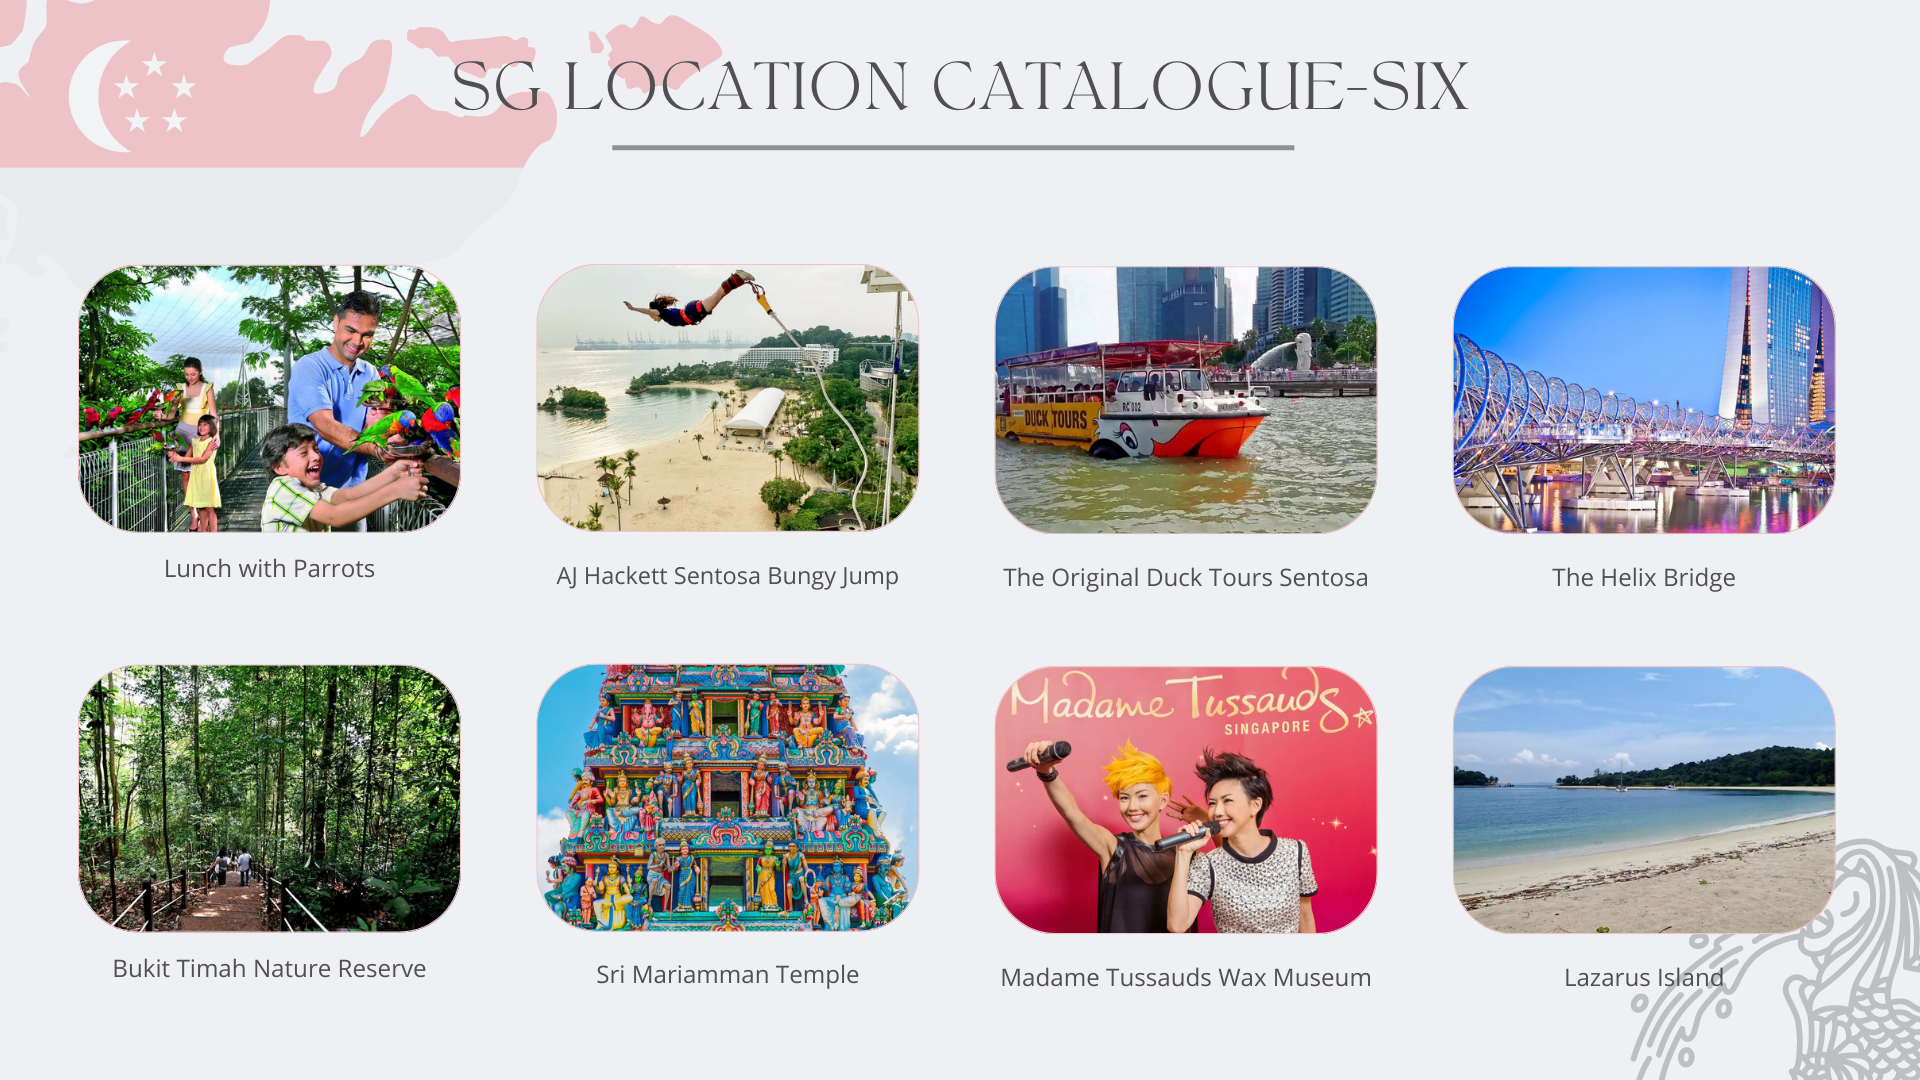 SG LOCATION CATALOGUE-SIX
DUCK TOURS
RC 002
Lunch with Parrots
AJ Hackett Sentosa Bungy Jump
The Original Duck Tours Sentosa
The Helix Bridge
Madame Tussauds
SINGAPORE
Bukit Timah Nature Reserve
Sri Mariamman Temple
Madame Tussauds Wax Museum
Lazarus Island